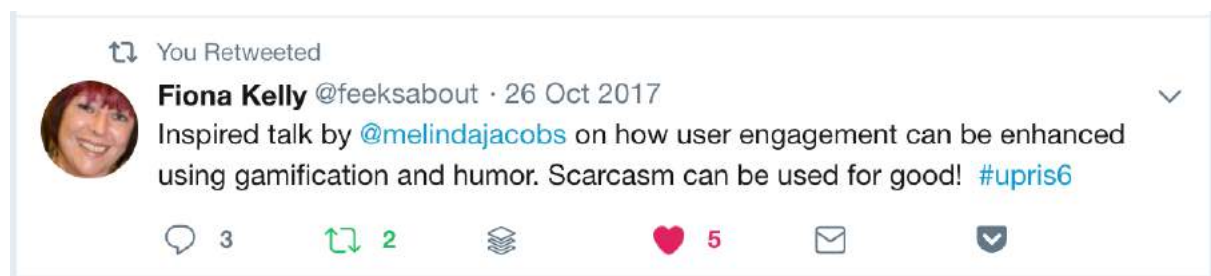 You Retweeted
Fiona Kelly @feeksabout · 26 Oct 2017
Inspired talk by @melindajacobs on how user engagement can be enhanced
using gamification and humor. Scarcasm can be used for good! #upris6
3 2 5